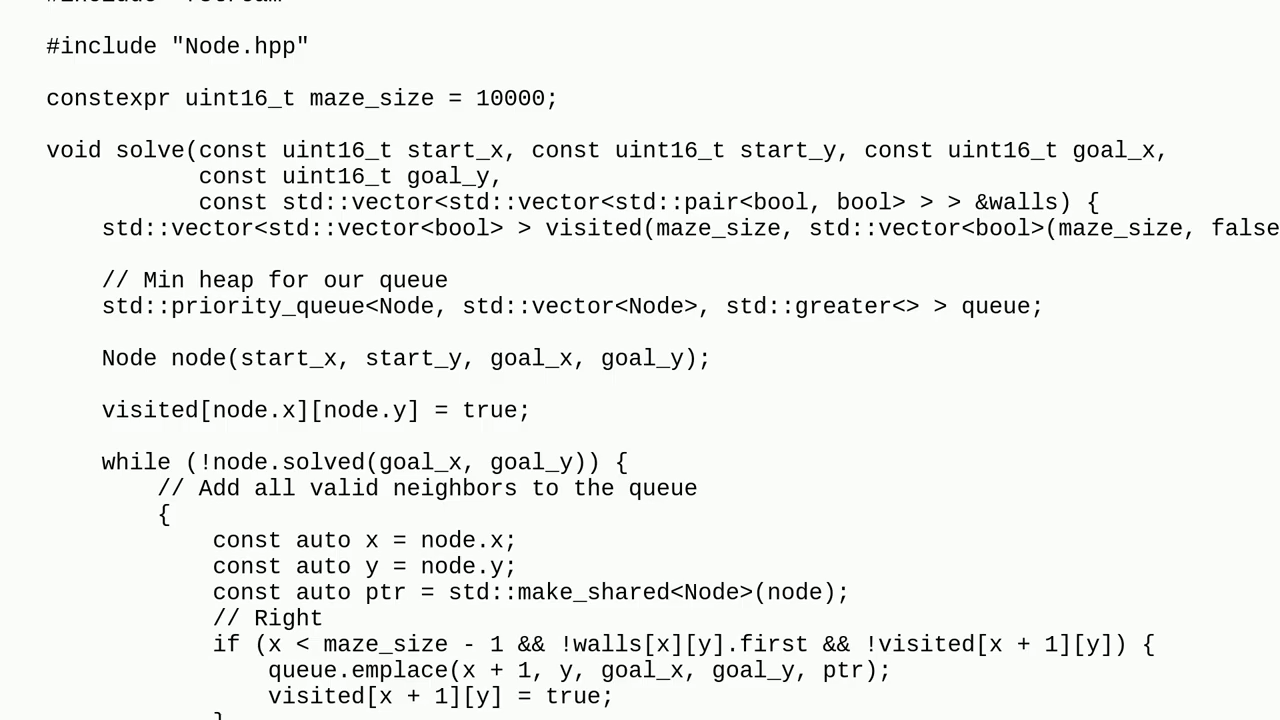 #include "Node.hpp"
constexpr uint16_t maze_size = 10000;
void solve(const uint16_t start_x, const uint16_t start_y, const uint16_t goal_x,
const uint16_t goal_y,
const std::vector<std::vector<std::pair<bool, bool> > > &walls) {
std::vector<std::vector<bool> > visited(maze_size, std::vector<bool>(maze_size, false
// Min heap for our queue
std::priority_queue<Node, std::vector<Node>, std::greater<> > queue;
Node node(start_x, start_y, goal_x, goal_y);
visited[node.x][node.y] = true;
while (!node.solved(goal_x, goal_y)) {
// Add all valid neighbors to the queue
{
const auto x = node.x;
const auto y = node.y;
const auto ptr = std::make_shared<Node>(node);
// Right
if (x < maze_size - 1 && !walls[x][y].first && !visited[x + 1][y]) {
queue.emplace(x + 1, y, goal_x, goal_y, ptr);
visited[x + 1][y] = true;